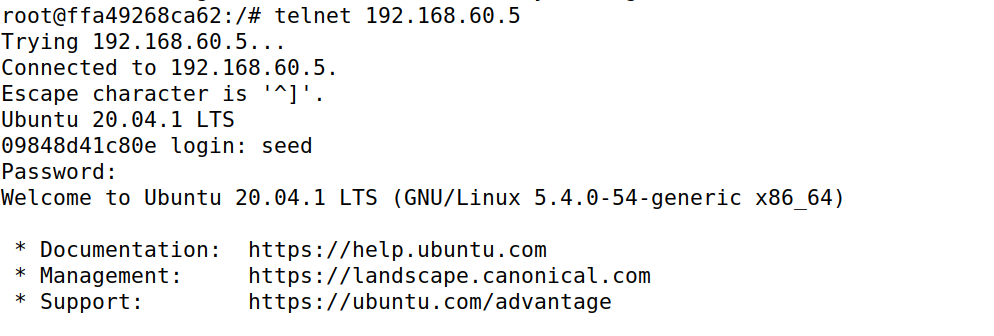 root@ffa49268ca62:/# telnet 192.168.60.5
Trying 192.168.60.5...
Connected to 192.168.60.5.
Escape character is '^]'.
Ubuntu 20.04.1 LTS
09848d41c80e login: seed
Password:
Welcome to Ubuntu 20.04.1 LTS (GNU/Linux 5.4.0-54-generic x86_64)

 * Documentation:  https://help.ubuntu.com
 * Management:     https://landscape.canonical.com
 * Support:        https://ubuntu.com/advantage